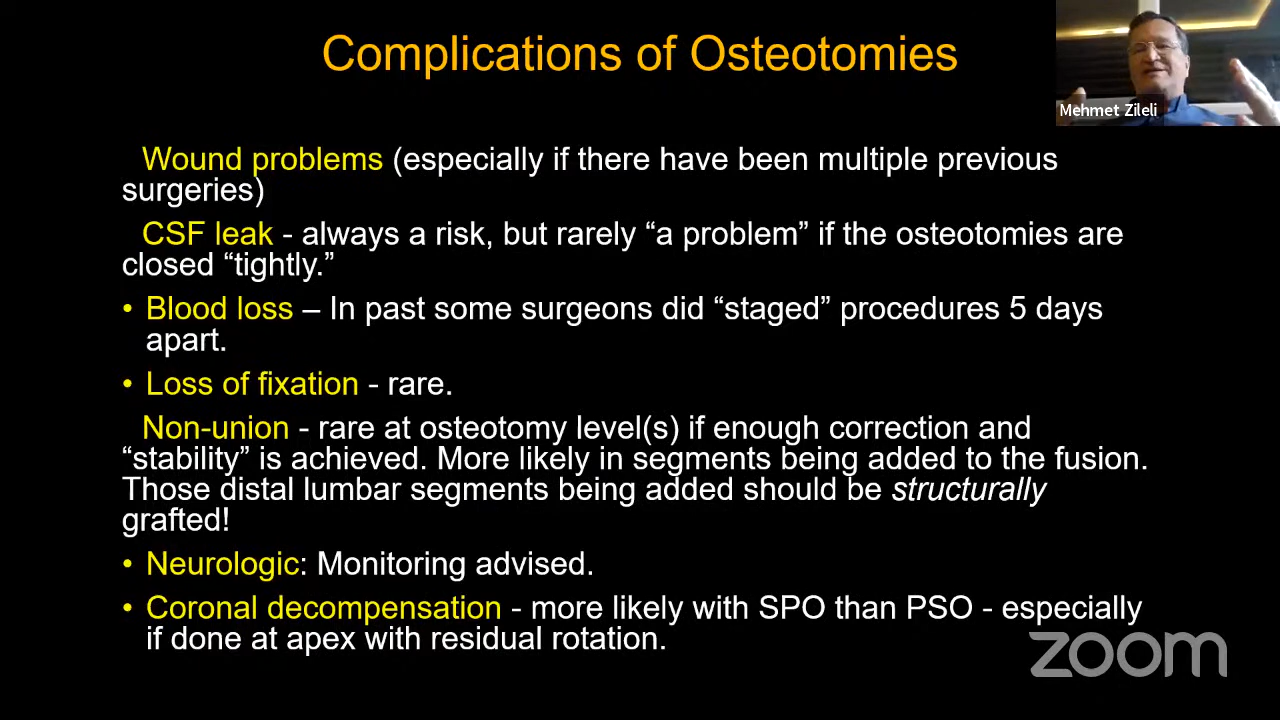 Complications of Osteotomies
Mehmet Zileli
Wound problems (especially if there have been multiple previous
surgeries)
CSF leak - always a risk, but rarely “a problem” if the osteotomies are
closed “tightly.”
• Blood loss – In past some surgeons did “staged” procedures 5 days
apart.
• Loss of fixation - rare.
Non-union - rare at osteotomy level(s) if enough correction and
“stability” is achieved. More likely in segments being added to the fusion.
Those distal lumbar segments being added should be structurally
grafted!
• Neurologic: Monitoring advised.
• Coronal decompensation - more likely with SPO than PSO - especially
if done at apex with residual rotation.
zoom